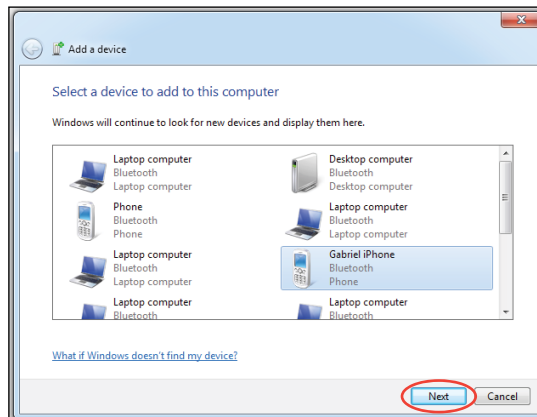 Add a device
Select a device to add to this computer
Windows will continue to look for new devices and display them here.
Laptop computer
Bluetooth
Laptop computer
Desktop computer
Bluetooth
Desktop computer
Phone
Bluetooth
Phone
Laptop computer
Bluetooth
Laptop computer
Laptop computer
Bluetooth
Laptop computer
Gabriel iPhone
Bluetooth
Phone
Laptop computer
Bluetooth
Laptop computer
Bluetooth
What if Windows doesn't find my device?
Next
Cancel